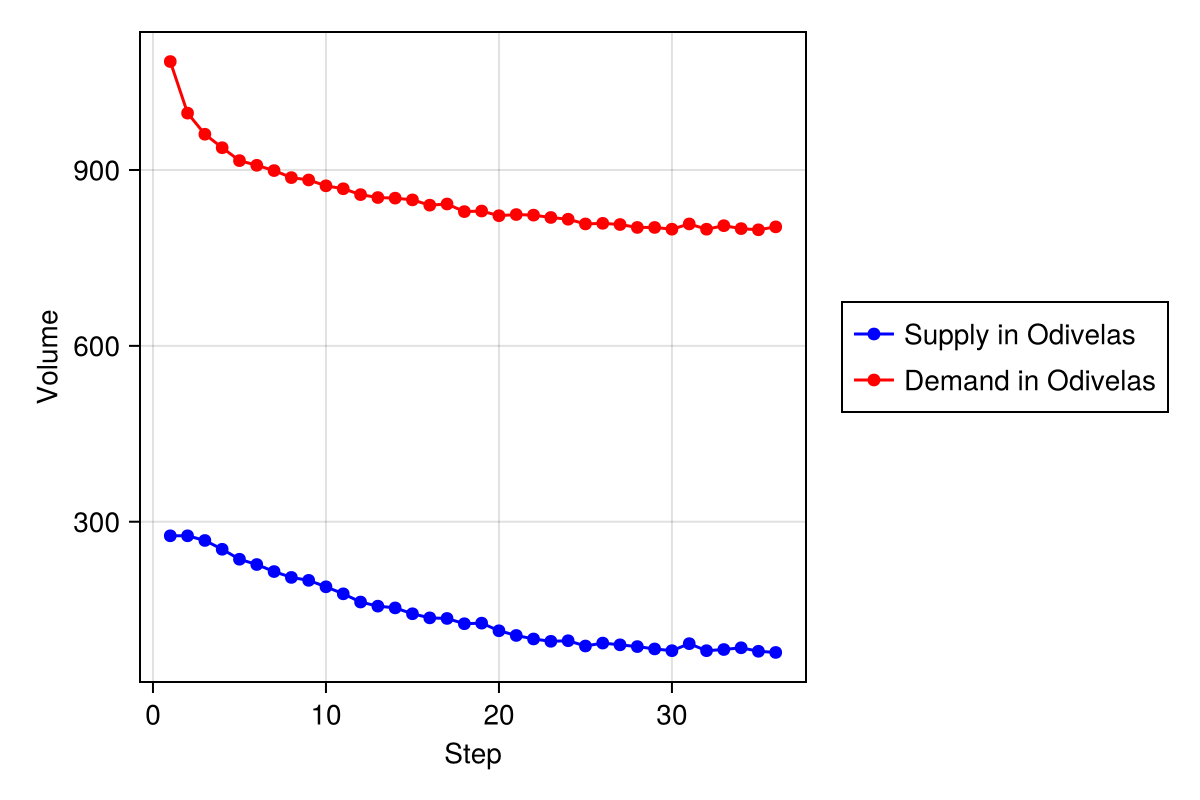 900
600
300
Volume
0 10 20 30
Step
Supply in Odivelas
Demand in Odivelas